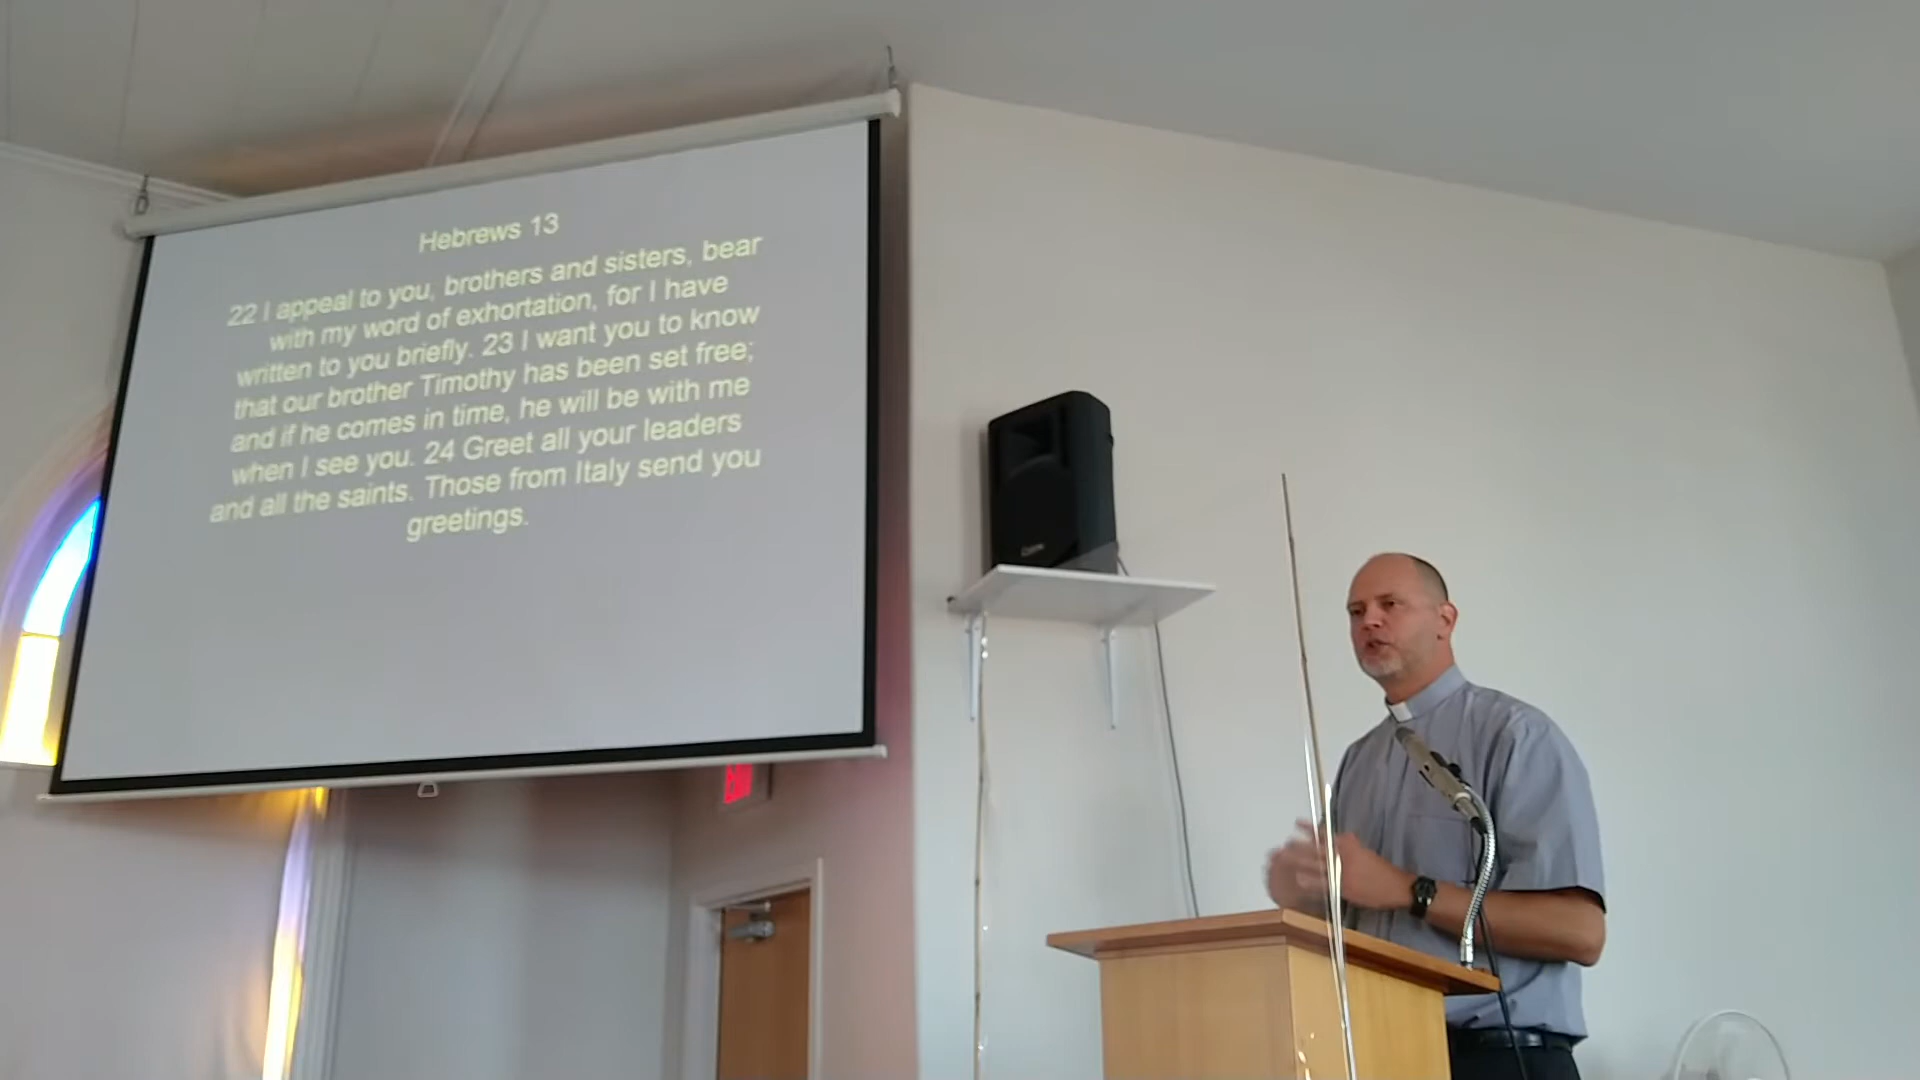 Hebrews 13
22 I appeal to you, brothers and sisters, bear
with my word of exhortation, for I have
written to you briefly. 23 I want you to know
that our brother Timothy has been set free;
and if he comes in time, he will be with me
when I see you. 24 Greet all your leaders
and all the saints. Those from Italy send you
greetings.